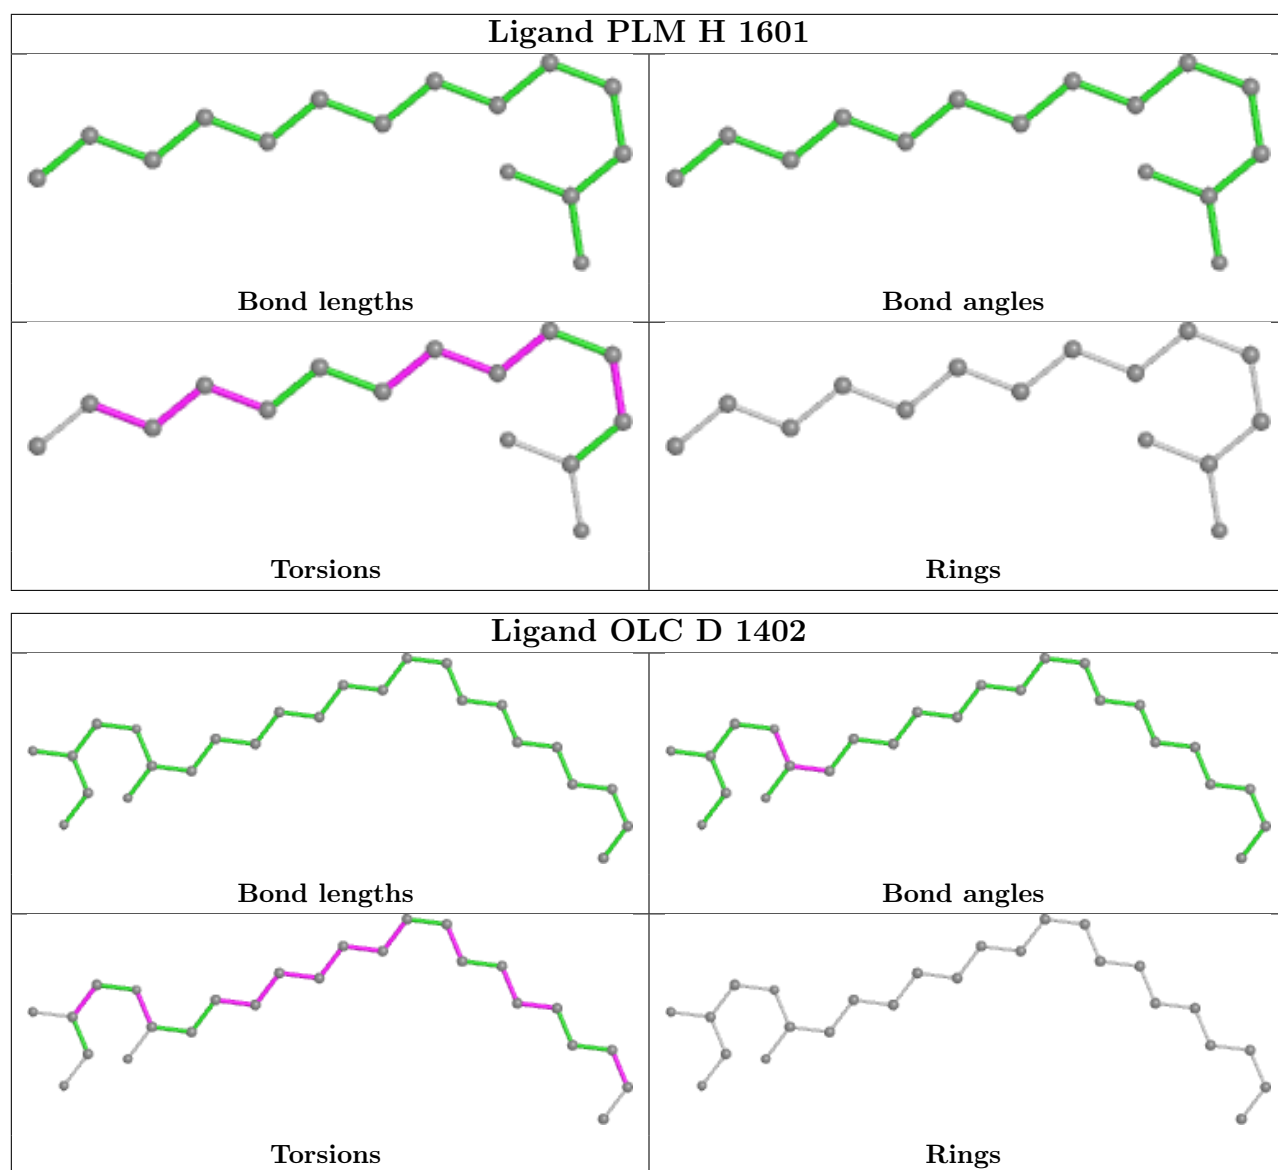 Ligand PLM H 1601
Bond lengths
Bond angles
Torsions
Rings
Ligand OLC D 1402
Bond lengths
Bond angles
Torsions
Rings